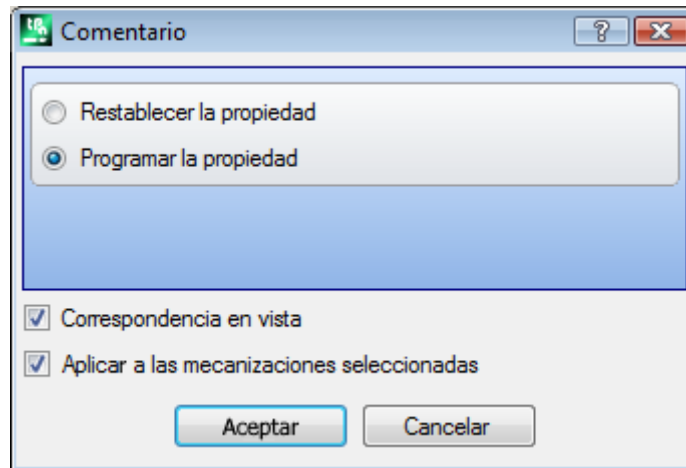 Comentario
Restablecer la propiedad
Programar la propiedad
Correspondencia en vista
Aplicar a las mecanizaciones seleccionadas
Aceptar Cancelar